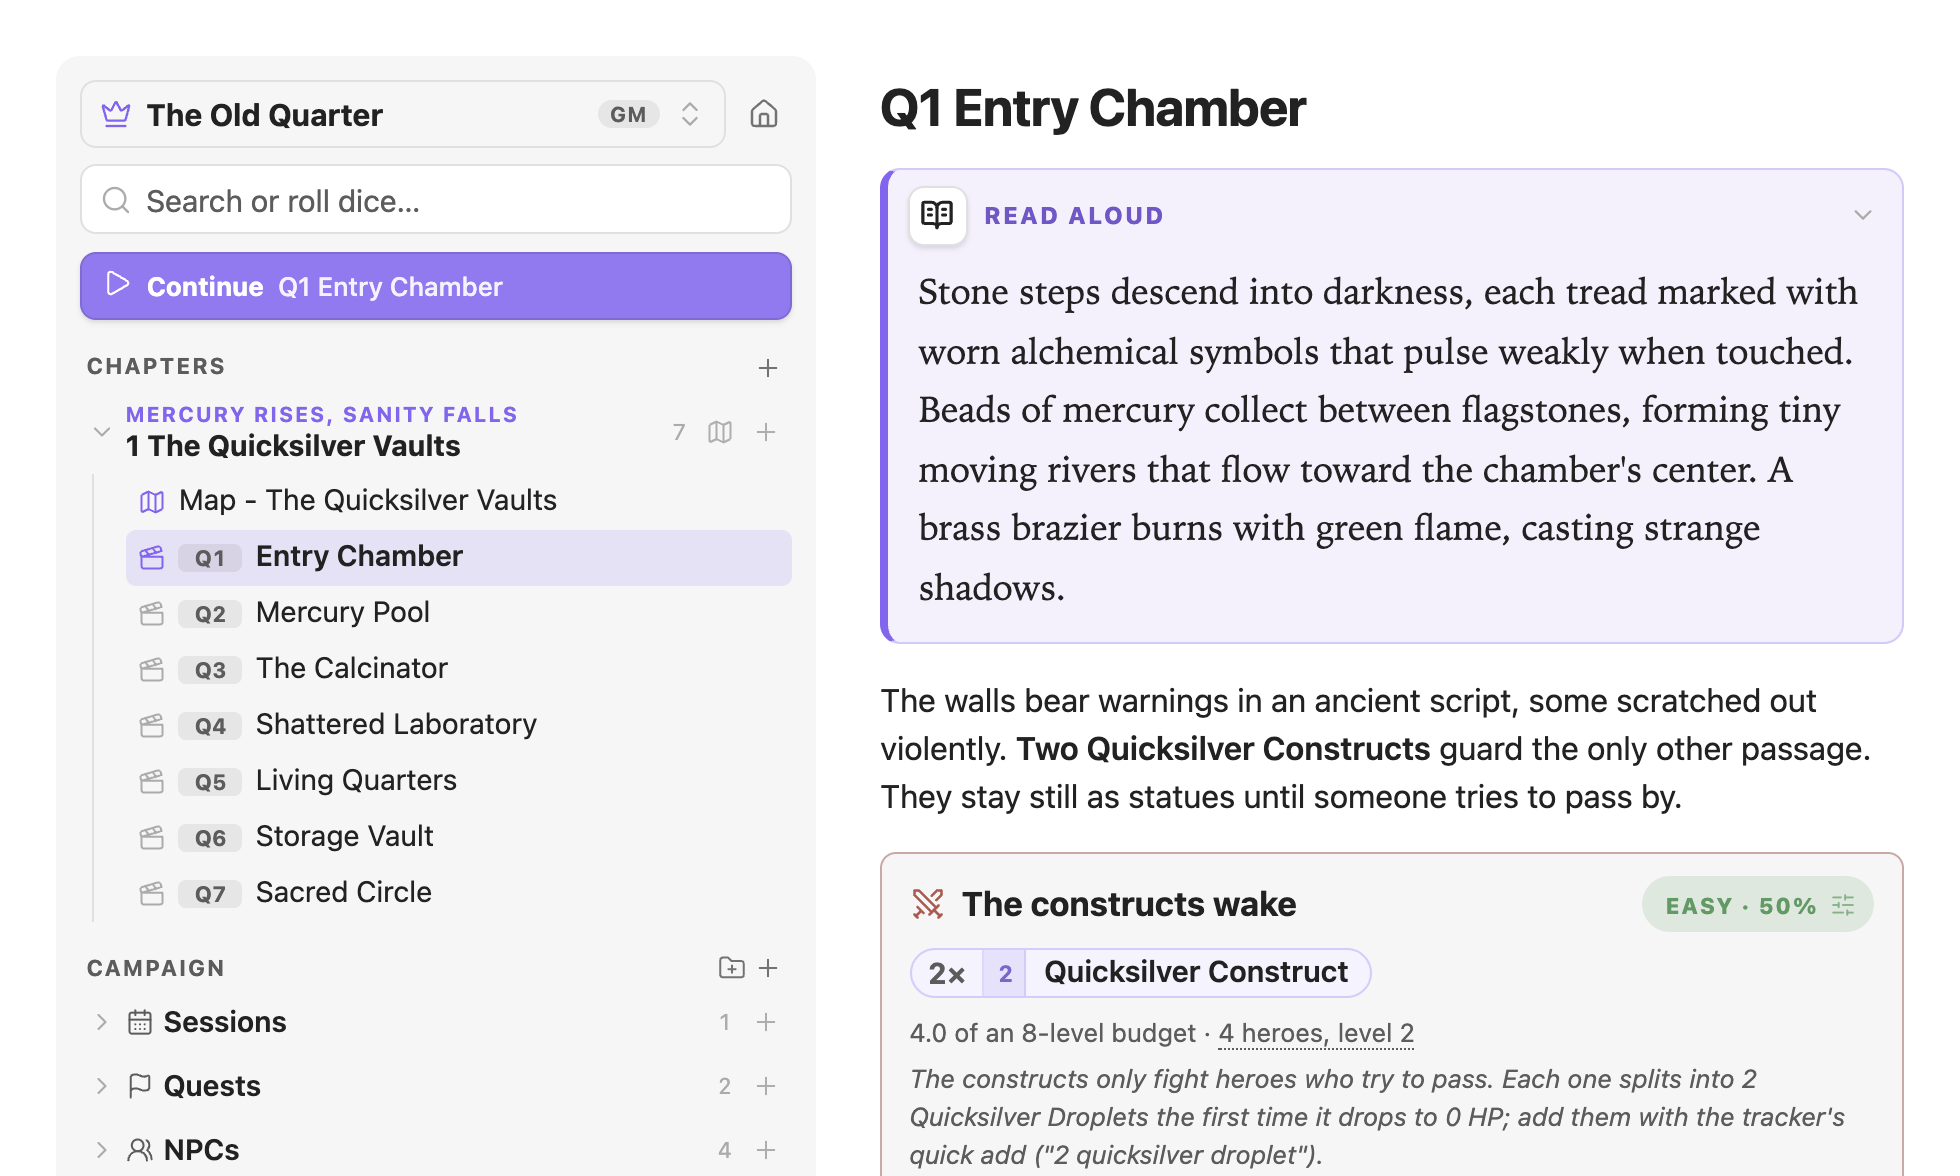 The Old Quarter GM
Search or roll dice...
Continue Q1 Entry Chamber
CHAPTERS
MERCURY RISES, SANITY FALLS
1 The Quicksilver Vaults 7
Map - The Quicksilver Vaults
Q1 Entry Chamber
Q2 Mercury Pool
Q3 The Calcinator
Q4 Shattered Laboratory
Q5 Living Quarters
Q6 Storage Vault
Q7 Sacred Circle
CAMPAIGN
Sessions 1
Quests 2
NPCs 4
Q1 Entry Chamber
READ ALOUD
Stone steps descend into darkness, each tread marked with
worn alchemical symbols that pulse weakly when touched.
Beads of mercury collect between flagstones, forming tiny
moving rivers that flow toward the chamber's center. A
brass brazier burns with green flame, casting strange
shadows.
The walls bear warnings in an ancient script, some scratched out
violently. Two Quicksilver Constructs guard the only other passage.
They stay still as statues until someone tries to pass by.
The constructs wake EASY · 50%
2× 2 Quicksilver Construct
4.0 of an 8-level budget · 4 heroes, level 2
The constructs only fight heroes who try to pass. Each one splits into 2
Quicksilver Droplets the first time it drops to 0 HP; add them with the tracker's
quick add ("2 quicksilver droplet").